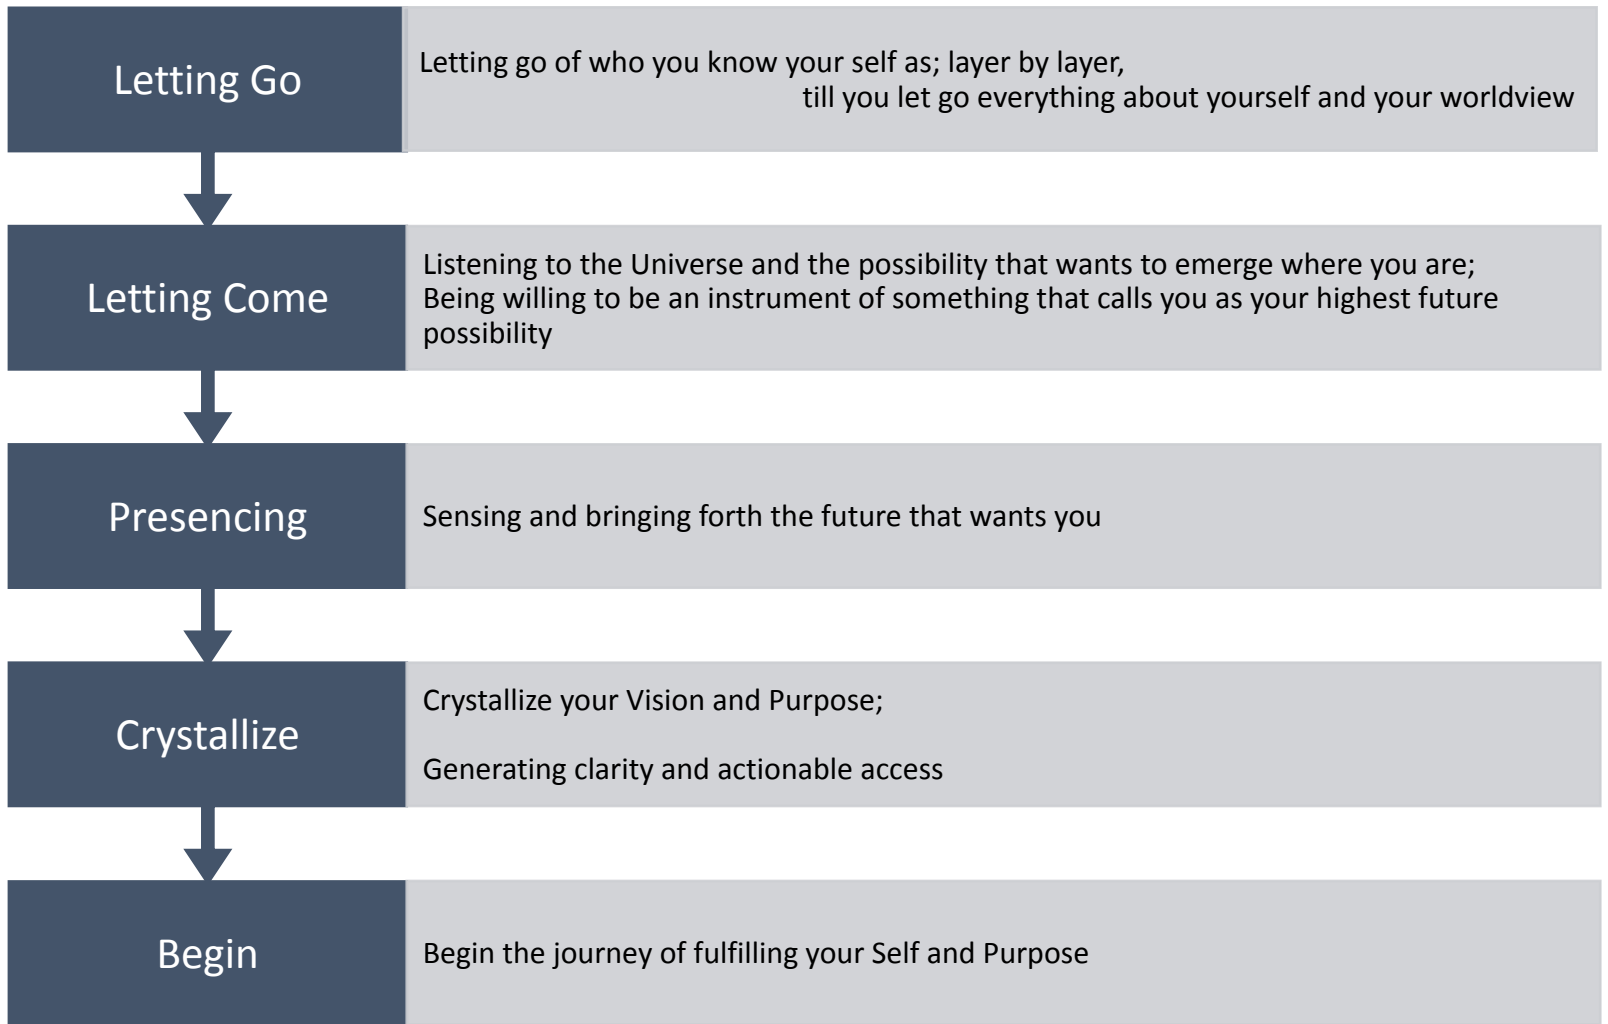 Letting Go
Letting go of who you know your self as; layer by layer,
till you let go everything about yourself and your worldview
Letting Come
Listening to the Universe and the possibility that wants to emerge where you are;
Being willing to be an instrument of something that calls you as your highest future
possibility
Presencing
Sensing and bringing forth the future that wants you
Crystallize
Crystallize your Vision and Purpose;
Generating clarity and actionable access
Begin
Begin the journey of fulfilling your Self and Purpose